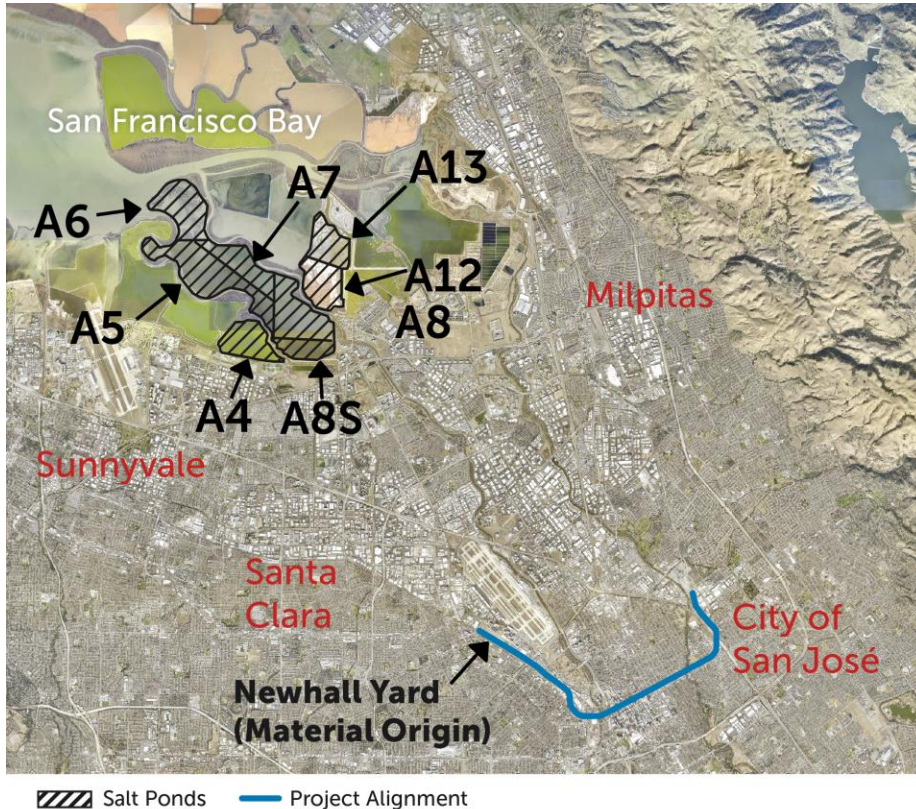 San Francisco Bay
A6
A7
A13
A5
A12
A8
Milpitas
A4
A8S
Sunnyvale
Santa
Clara
City of
San José
Newhall Yard
(Material Origin)
Salt Ponds
Project Alignment